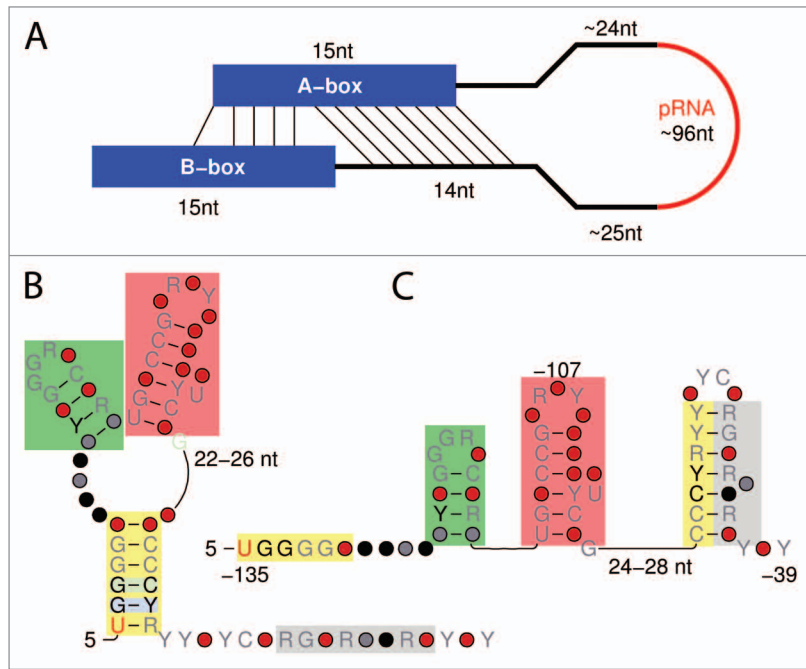 A
15nt
~24nt
A–box
pRNA
~96nt
B–box
14nt
15nt
~25nt
B
C
R Y
R
–107
Y C
G
G
G C
G R
Y
G
C
C
Y
G C U
U
G
22–26 nt
R Y
G
C
C
Y
G C U
U
G
G R
G
G C
Y R
Y R
Y G
R
C R
C
C R
Y Y
G C
G C
G C
G Y
U R
5
5 – U G G G G
–135
24–28 nt
–39
Y Y Y C R G R R Y Y